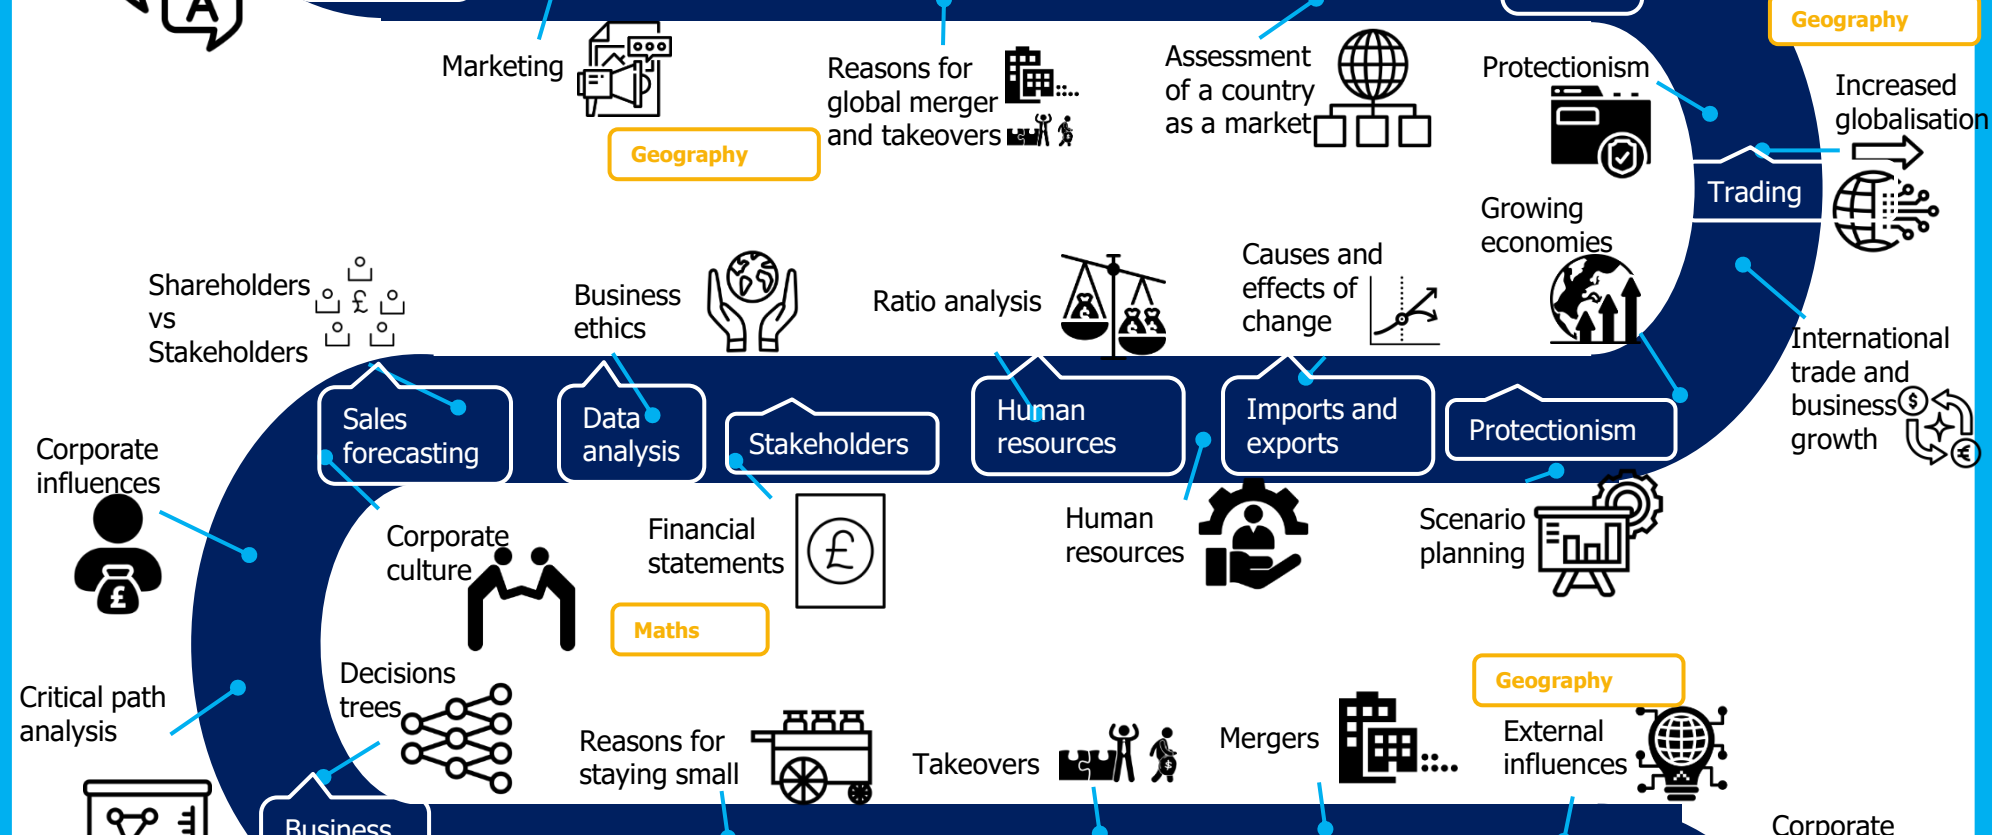 A
Geography
Marketing
Reasons for
global merger
and takeovers
Assessment
of a country
as a market
Protectionism
Increased
globalisation
Geography
Trading
Growing
economies
Shareholders
vs
Stakeholders
£
Business
ethics
Ratio analysis
Causes and
effects of
change
International
trade and
business
growth
$
€
Sales
forecasting
Data
analysis
Stakeholders
Human
resources
Imports and
exports
Protectionism
Corporate
influences
£
Corporate
culture
Financial
statements
£
Human
resources
Scenario
planning
Maths
Geography
Critical path
analysis
Decisions
trees
Reasons for
staying small
Takeovers
$
Mergers
External
influences
Business
Corporate